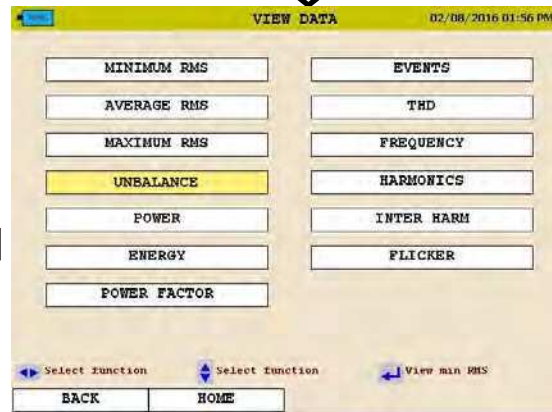 VIEW DATA 02/08/2016 01:56 PM
MINIMUM RMS EVENTS
AVERAGE RMS THD
MAXIMUM RMS FREQUENCY
UNBALANCE HARMONICS
POWER INTER HARM
ENERGY FLICKER
POWER FACTOR
Select function Select function View min RMS
BACK HOME